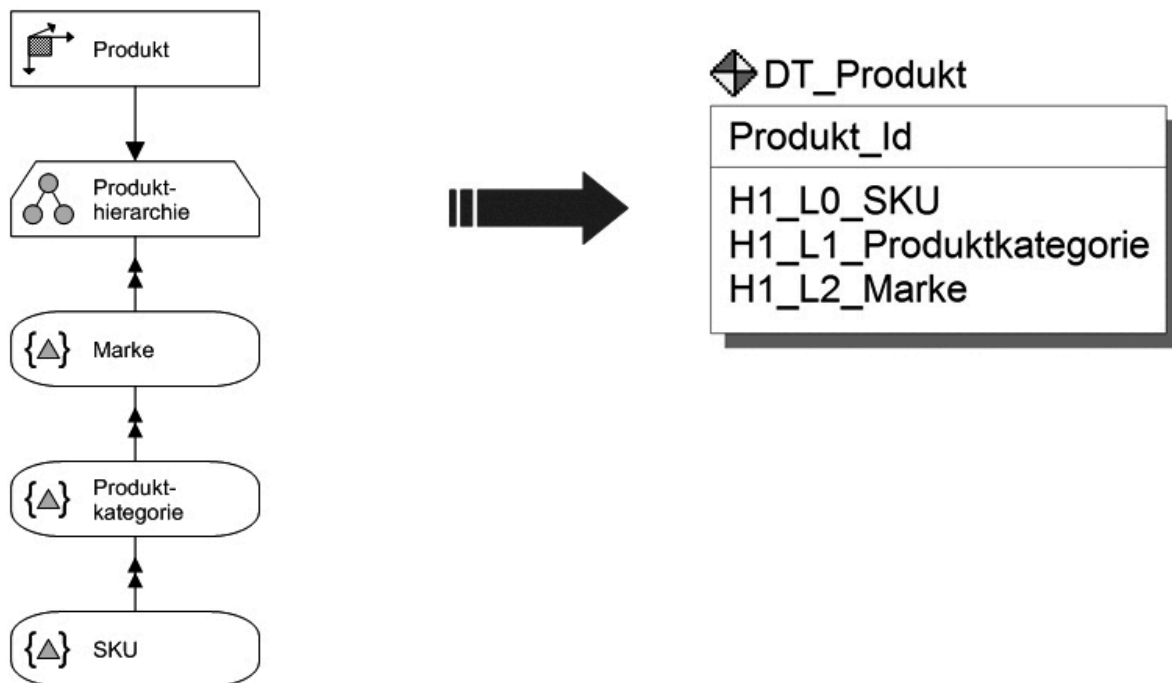 Produkt
Produkt-
hierarchie
Marke
Produkt-
kategorie
SKU
DT_Produkt
Produkt_Id
H1_L0_SKU
H1_L1_Produktkategorie
H1_L2_Marke